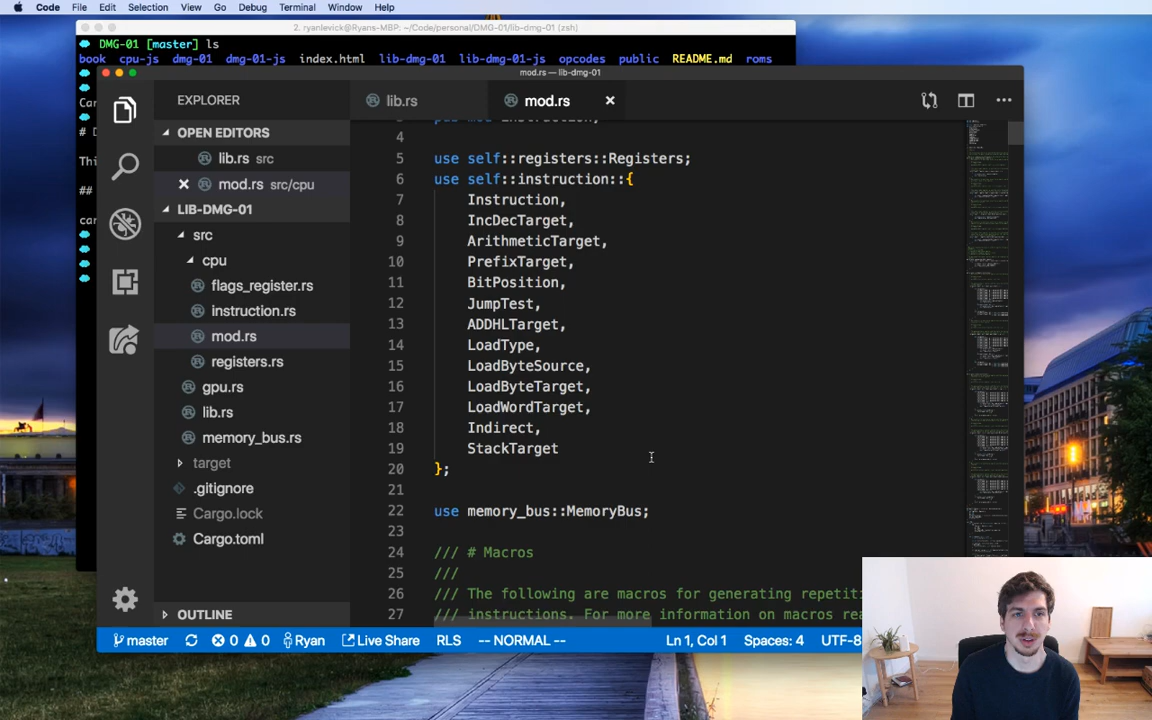 Code File Edit Selection View Go Debug Terminal Window Help
2. ryanlevick@Ryans-MBP: ~/Code/personal/DMG-01/lib-dmg-01 (zsh)
DMG-01 [master] ls
book cpu-js dmg-01 dmg-01-js index.html lib-dmg-01 lib-dmg-01-js opcodes public README.md roms
mod.rs — lib-dmg-01
Car
# D
Thi
##
car
EXPLORER
OPEN EDITORS
lib.rs src
mod.rs src/cpu
LIB-DMG-01
src
cpu
flags_register.rs
instruction.rs
mod.rs
registers.rs
gpu.rs
lib.rs
memory_bus.rs
target
.gitignore
Cargo.lock
Cargo.toml
OUTLINE
lib.rs mod.rs
4
5 use self::registers::Registers;
6 use self::instruction::{
7 Instruction,
8 IncDecTarget,
9 ArithmeticTarget,
10 PrefixTarget,
11 BitPosition,
12 JumpTest,
13 ADDHLTarget,
14 LoadType,
15 LoadByteSource,
16 LoadByteTarget,
17 LoadWordTarget,
18 Indirect,
19 StackTarget
20 };
21
22 use memory_bus::MemoryBus;
23
24 /// # Macros
25 ///
26 /// The following are macros for generating repetiti
27 /// instructions. For more information on macros rea
master 0 0 Ryan Live Share RLS -- NORMAL -- Ln 1, Col 1 Spaces: 4 UTF-8